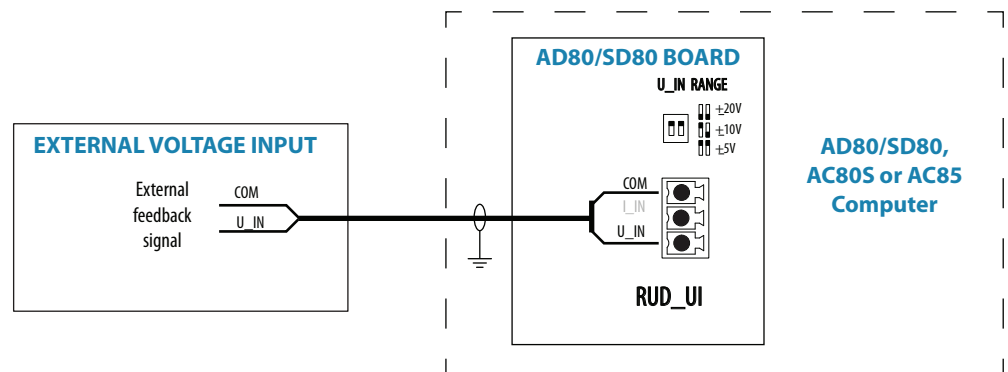 EXTERNAL VOLTAGE INPUT
External
feedback
signal
COM
U_IN
AD80/SD80 BOARD
U_IN RANGE
±20V
±10V
±5V
COM
I_IN
U_IN
RUD_UI
AD80/SD80,
AC80S or AC85
Computer